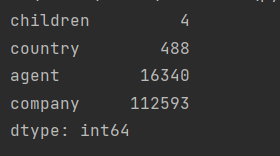 children 4
country 488
agent 16340
company 112593
dtype: int64